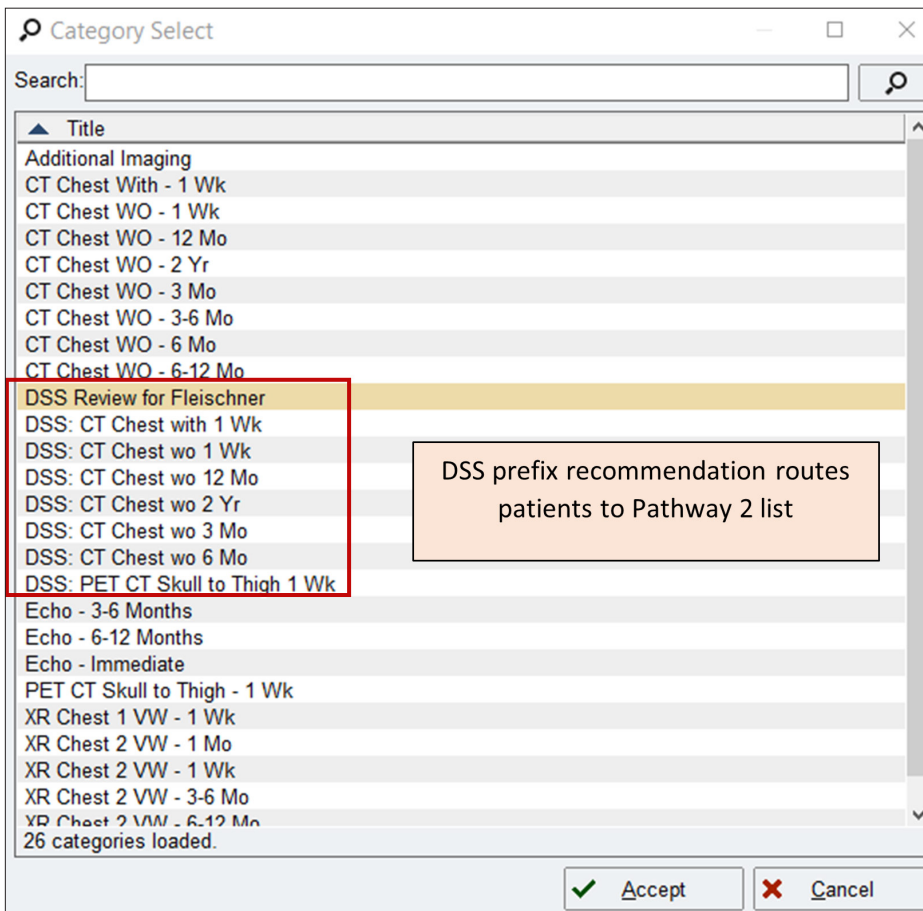 Category Select
Search:
Title
Additional Imaging
CT Chest With - 1 Wk
CT Chest WO - 1 Wk
CT Chest WO - 12 Mo
CT Chest WO - 2 Yr
CT Chest WO - 3 Mo
CT Chest WO - 3-6 Mo
CT Chest WO - 6 Mo
CT Chest WO - 6-12 Mo
DSS Review for Fleischner
DSS: CT Chest with 1 Wk
DSS: CT Chest wo 1 Wk
DSS: CT Chest wo 12 Mo
DSS: CT Chest wo 2 Yr
DSS: CT Chest wo 3 Mo
DSS: CT Chest wo 6 Mo
DSS: PET CT Skull to Thigh 1 Wk
DSS prefix recommendation routes
patients to Pathway 2 list
Echo - 3-6 Months
Echo - 6-12 Months
Echo - Immediate
PET CT Skull to Thigh - 1 Wk
XR Chest 1 VW - 1 Wk
XR Chest 2 VW - 1 Mo
XR Chest 2 VW - 1 Wk
XR Chest 2 VW - 3-6 Mo
XR Chest 2 VW - 6-12 Mo
26 categories loaded.
Accept
Cancel